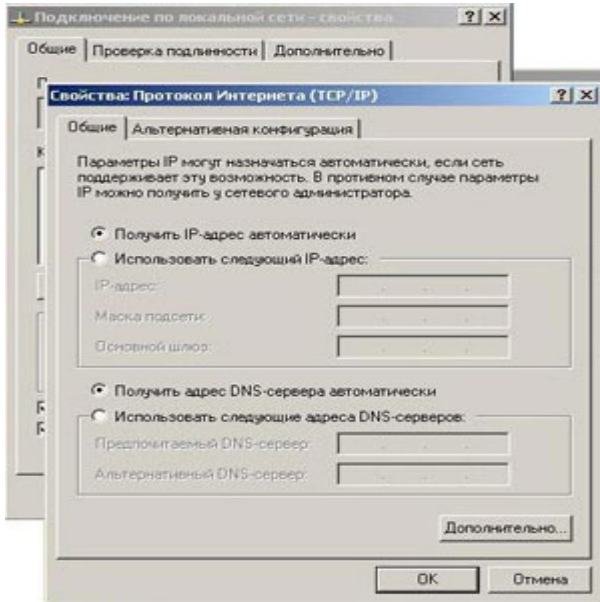 Подключение по локальной сети - свойства
Общие
Проверка подлинности
Дополнительно
П
К
Свойства: Протокол Интернета (TCP/IP)
Общие
Альтернативная конфигурация
Параметры IP могут назначаться автоматически, если сеть
поддерживает эту возможность. В противном случае параметры
IP можно получить у сетевого администратора.
Получить IP-адрес автоматически
Использовать следующий IP-адрес:
IP-адрес:
Маска подсети:
Основной шлюз:
Получить адрес DNS-сервера автоматически
Использовать следующие адреса DNS-серверов:
Предпочитаемый DNS-сервер:
Альтернативный DNS-сервер:
Дополнительно...
OK
Отмена